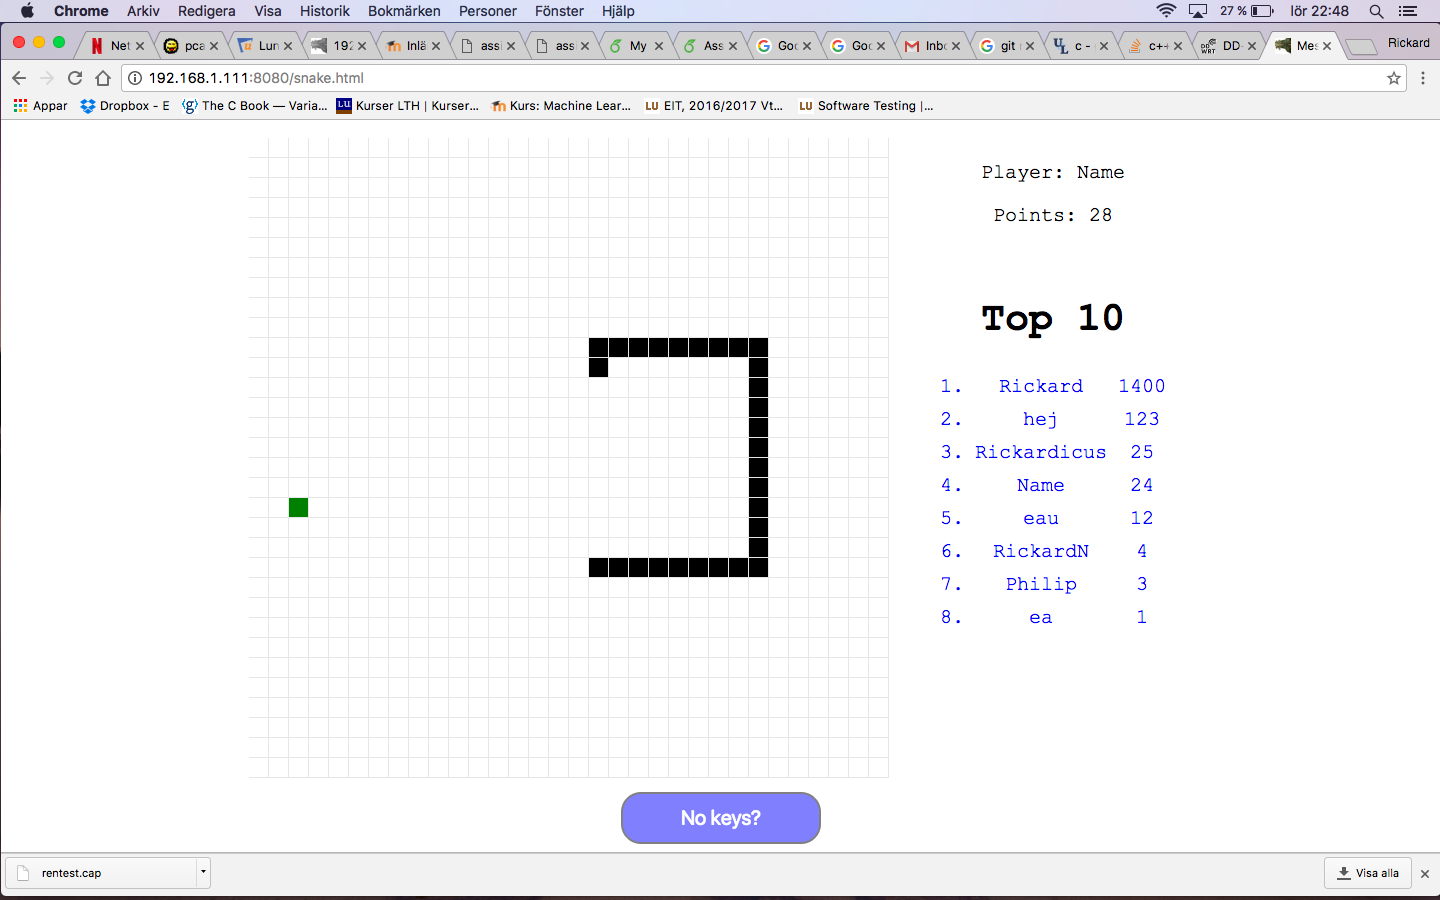 Chrome Arkiv Redigera Visa Historik Bokmärken Personer Fönster Hjälp 27 % lör 22:48
Net pca Lur 192 Inlä assi ass My Ass Goo Goo Inbo git c - c++ DD- Mes Rickard
192.168.1.111:8080/snake.html
Appar Dropbox - E The C Book — Varia... Kurser LTH | Kurser... Kurs: Machine Lear... LU EIT, 2016/2017 Vt... LU Software Testing |...
Player: Name
Points: 28
Top 10
1. Rickard 1400
2. hej 123
3. Rickardicus 25
4. Name 24
5. eau 12
6. RickardN 4
7. Philip 3
8. ea 1
No keys?
rentest.cap Visa alla